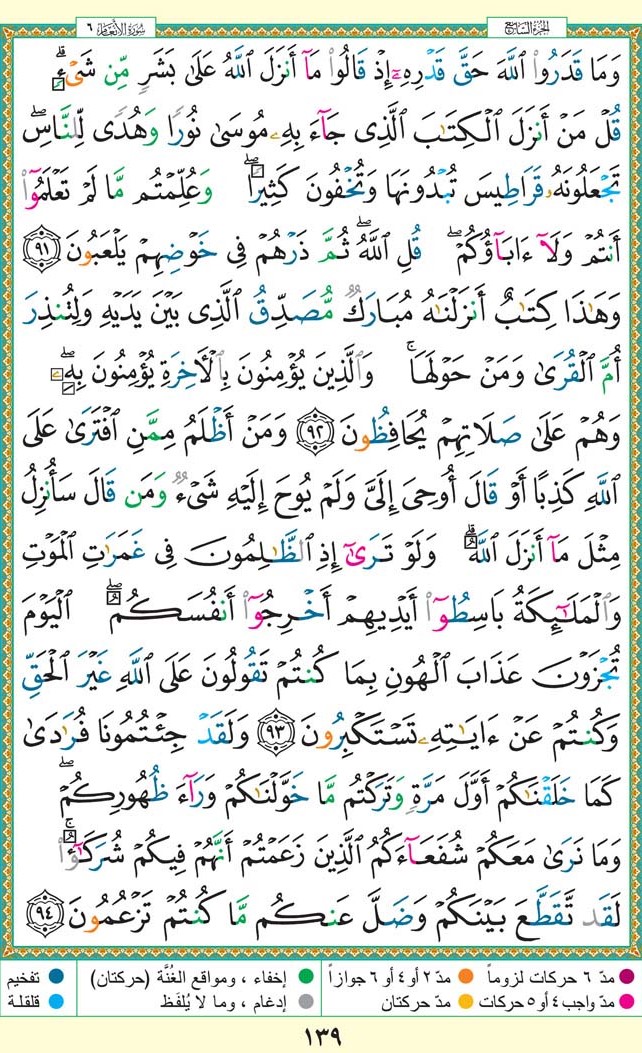 الجزء السابع
سورة الأنعام ٦
وَمَا قَدَرُوا۟ ٱللَّهَ حَقَّ قَدْرِهِۦٓ إِذْ قَالُوا۟ مَآ أَنزَلَ ٱللَّهُ عَلَىٰ بَشَرٍ مِّن شَىْءٍ ۗ
قُلْ مَنْ أَنزَلَ ٱلْكِتَـٰبَ ٱلَّذِى جَآءَ بِهِۦ مُوسَىٰ نُورًا وَهُدًى لِّلنَّاسِ ۖ
تَجْعَلُونَهُۥ قَرَاطِيسَ تُبْدُونَهَا وَتُخْفُونَ كَثِيرًا ۖ وَعُلِّمْتُم مَّا لَمْ تَعْلَمُوٓا۟
أَنتُمْ وَلَآ ءَابَآؤُكُمْ ۖ قُلِ ٱللَّهُ ۖ ثُمَّ ذَرْهُمْ فِى خَوْضِهِمْ يَلْعَبُونَ ٩١
وَهَـٰذَا كِتَـٰبٌ أَنزَلْنَـٰهُ مُبَارَكٌ مُّصَدِّقُ ٱلَّذِى بَيْنَ يَدَيْهِ وَلِتُنذِرَ
أُمَّ ٱلْقُرَىٰ وَمَنْ حَوْلَهَا ۚ وَٱلَّذِينَ يُؤْمِنُونَ بِٱلْـَٔاخِرَةِ يُؤْمِنُونَ بِهِۦ ۖ
وَهُمْ عَلَىٰ صَلَاتِهِمْ يُحَافِظُونَ ٩٢ وَمَنْ أَظْلَمُ مِمَّنِ ٱفْتَرَىٰ عَلَى
ٱللَّهِ كَذِبًا أَوْ قَالَ أُوحِىَ إِلَىَّ وَلَمْ يُوحَ إِلَيْهِ شَىْءٌ وَمَن قَالَ سَأُنزِلُ
مِثْلَ مَآ أَنزَلَ ٱللَّهُ ۗ وَلَوْ تَرَىٰٓ إِذِ ٱلظَّـٰلِمُونَ فِى غَمَرَٰتِ ٱلْمَوْتِ
وَٱلْمَلَـٰٓئِكَةُ بَاسِطُوٓا۟ أَيْدِيهِمْ أَخْرِجُوٓا۟ أَنفُسَكُمُ ۖ ٱلْيَوْمَ
تُجْزَوْنَ عَذَابَ ٱلْهُونِ بِمَا كُنتُمْ تَقُولُونَ عَلَى ٱللَّهِ غَيْرَ ٱلْحَقِّ
وَكُنتُمْ عَنْ ءَايَـٰتِهِۦ تَسْتَكْبِرُونَ ٩٣ وَلَقَدْ جِئْتُمُونَا فُرَٰدَىٰ
كَمَا خَلَقْنَـٰكُمْ أَوَّلَ مَرَّةٍ وَتَرَكْتُم مَّا خَوَّلْنَـٰكُمْ وَرَآءَ ظُهُورِكُمْ ۖ
وَمَا نَرَىٰ مَعَكُمْ شُفَعَآءَكُمُ ٱلَّذِينَ زَعَمْتُمْ أَنَّهُمْ فِيكُمْ شُرَكَـٰٓؤُا۟ ۚ
لَقَد تَّقَطَّعَ بَيْنَكُمْ وَضَلَّ عَنكُم مَّا كُنتُمْ تَزْعُمُونَ ٩٤
مدّ ٦ حركات لزوماً مدّ ٢ أو ٤ أو ٦ جوازاً إخفاء ، ومواقع الغُنَّة (حركتان) تفخيم
مدّ واجب ٤ أو ٥ حركات مدّ حركتان إدغام ، وما لا يُلفَظ قلقلة
١٣٩